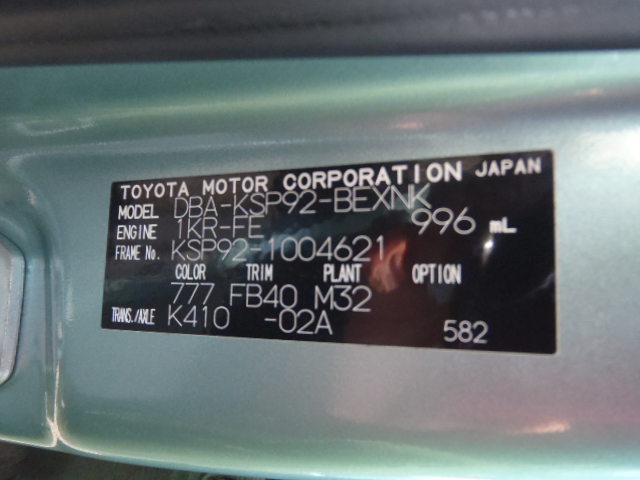 TOYOTA MOTOR CORPORATION JAPAN
MODEL DBA-KSP92-BEXNK
ENGINE 1KR-FE 996 mL
FRAME No. KSP92-1004621
COLOR TRIM PLANT OPTION
777 FB40 M32
TRANS./AXLE K410 -02A 582